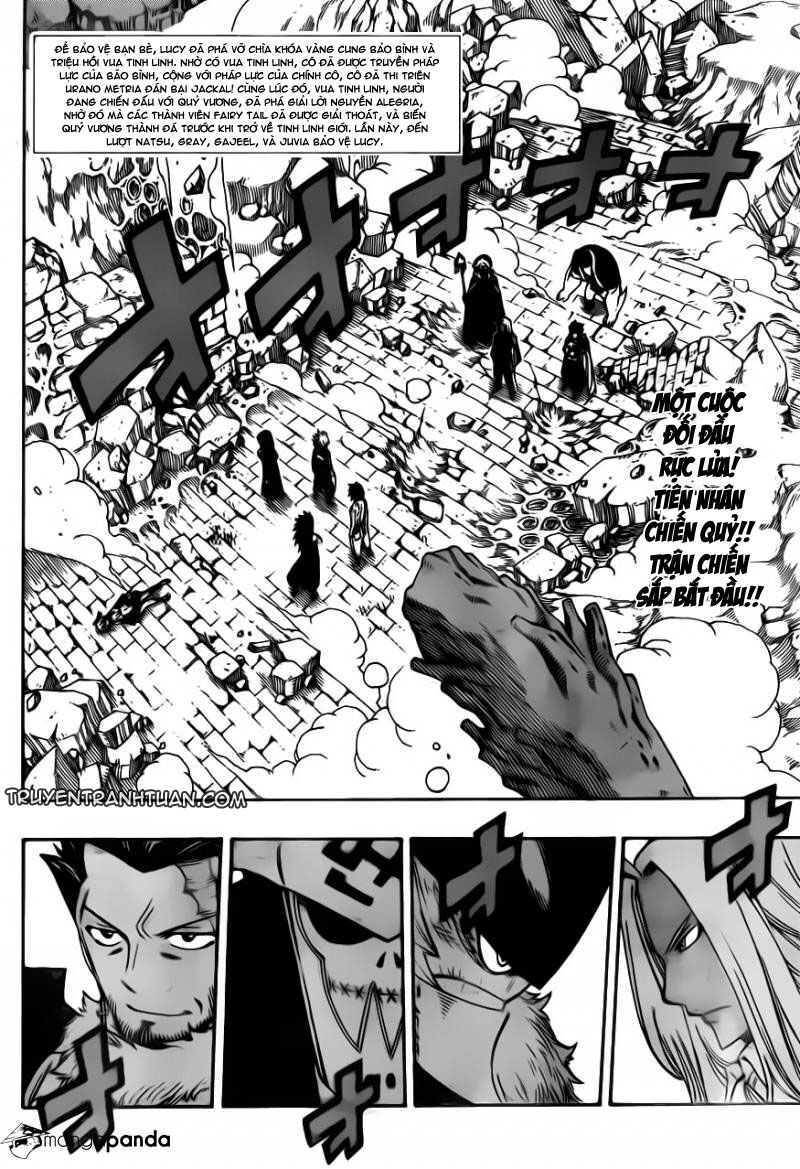 ĐỂ BẢO VỆ BẠN BÈ, LUCY ĐÃ PHÁ VỠ CHÌA KHÓA VÀNG CUNG BẢO BÌNH VÀ
TRIỆU HỒI VUA TINH LINH. NHỜ CÓ VUA TINH LINH, CÔ ĐÃ ĐƯỢC TRUYỀN PHÁP
LỰC CỦA BẢO BÌNH, CỘNG VỚI PHÁP LỰC CỦA CHÍNH CÔ, CÔ ĐÃ THI TRIỂN
URANO METRIA ĐÁN BẠI JACKAL! CÙNG LÚC ĐÓ, VUA TINH LINH, NGƯỜI
ĐANG CHIẾN ĐẤU VỚI QUỶ VƯƠNG, ĐÃ PHÁ GIẢI LỜI NGUYỀN ALEGRIA,
NHỜ ĐÓ MÀ CÁC THÀNH VIÊN FAIRY TAIL ĐÃ ĐƯỢC GIẢI THOÁT, VÀ BIẾN
QUỶ VƯƠNG THÀNH ĐÁ TRƯỚC KHI TRỞ VỀ TINH LINH GIỚI. LẦN NÀY, ĐẾN
LƯỢT NATSU, GRAY, GAJEEL, VÀ JUVIA BẢO VỆ LUCY.
オオオオオ
MỘT CUỘC
ĐỐI ĐẦU
RỰC LỬA!
TIÊN NHÂN
CHIẾN QUỶ!!
TRẬN CHIẾN
SẮP BẮT ĐẦU!!
TRUYENTRANHTUAN.COM
オ
オ
オ
オ
mangapanda